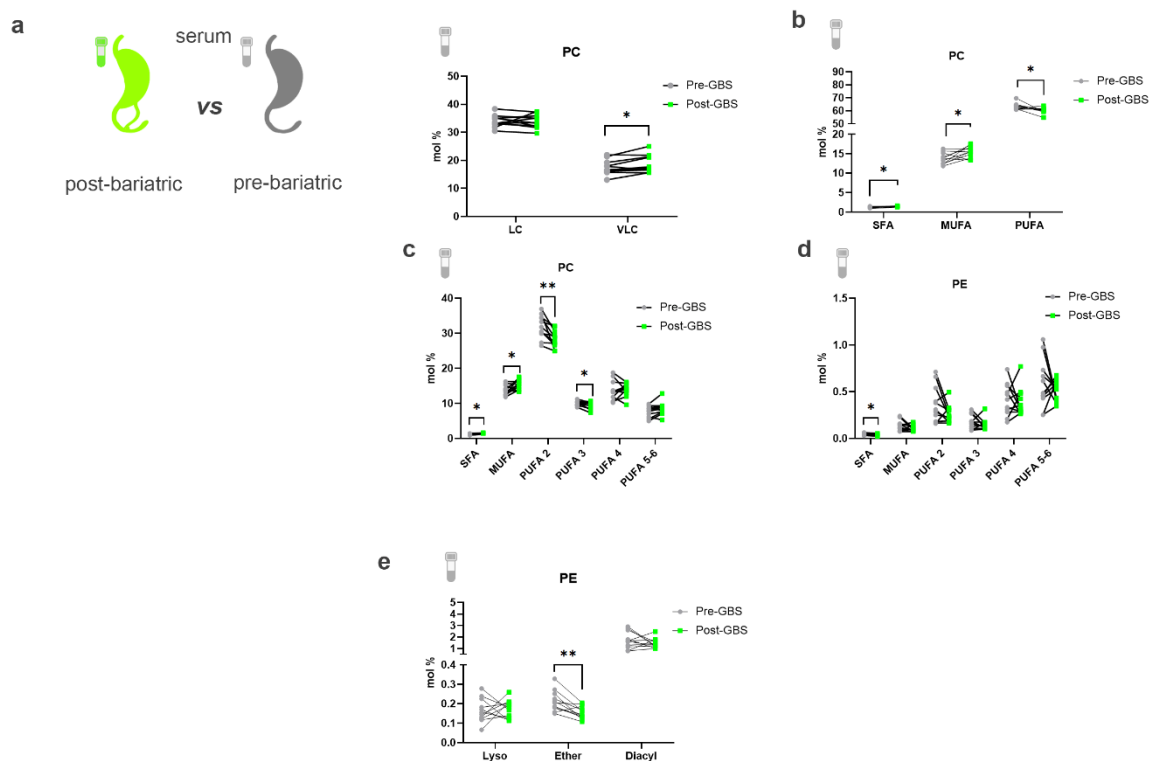 a
serum
vs
post-bariatric
pre-bariatric
PC
mol %
50
40
30
20
10
0
*
LC
VLC
Pre-GBS
Post-GBS
b
PC
mol %
100
90
80
70
60
50
20
15
10
5
0
*
*
*
SFA
MUFA
PUFA
Pre-GBS
Post-GBS
c
PC
mol %
40
30
20
10
0
*
*
**
*
SFA
MUFA
PUFA 2
PUFA 3
PUFA 4
PUFA 5-6
Pre-GBS
Post-GBS
d
PE
mol %
1.5
1.0
0.5
0.0
*
SFA
MUFA
PUFA 2
PUFA 3
PUFA 4
PUFA 5-6
Pre-GBS
Post-GBS
e
PE
mol %
5
4
3
2
1
0.4
0.3
0.2
0.1
0.0
**
Lyso
Ether
Diacyl
Pre-GBS
Post-GBS